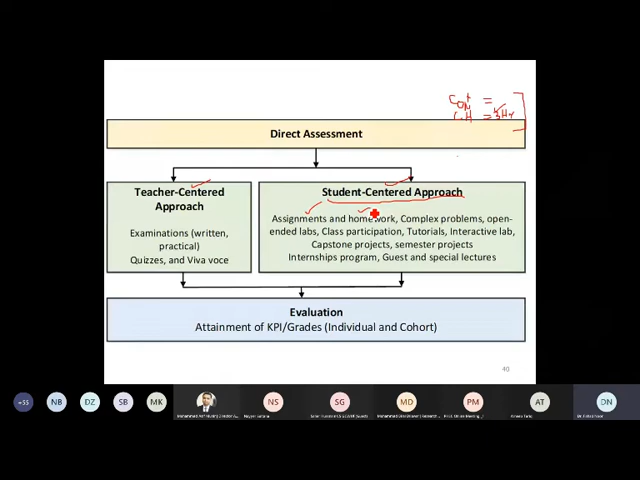 Direct Assessment
Teacher-Centered
Approach
Examinations (written,
practical)
Quizzes, and Viva voce
Student-Centered Approach
Assignments and homework, Complex problems, open-
ended labs, Class participation, Tutorials, Interactive lab,
Capstone projects, semester projects
Internships program, Guest and special lectures
Evaluation
Attainment of KPI/Grades (Individual and Cohort)
40
+55
NB
DZ
SB
MK
NS
SG
MD
PM
AT
DN